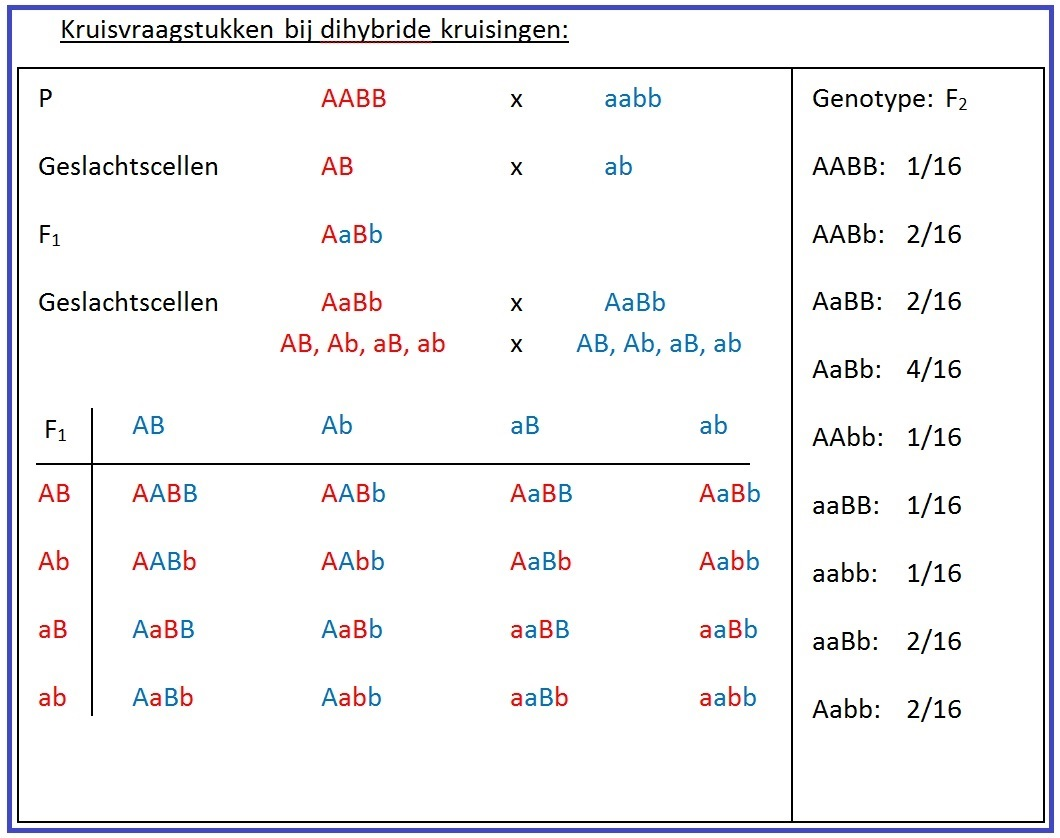 Kruisvraagstukken bij dihybride kruisingen:
P AABB x aabb
Geslachtscellen AB x ab
F₁ AaBb
Geslachtscellen AaBb x AaBb
AB, Ab, aB, ab x AB, Ab, aB, ab
F₁ AB Ab aB ab
AB AABB AABb AaBB AaBb
Ab AABb AAbb AaBb Aabb
aB AaBB AaBb aaBB aaBb
ab AaBb Aabb aaBb aabb
Genotype: F₂
AABB: 1/16
AABb: 2/16
AaBB: 2/16
AaBb: 4/16
AAbb: 1/16
aaBB: 1/16
aabb: 1/16
aaBb: 2/16
Aabb: 2/16